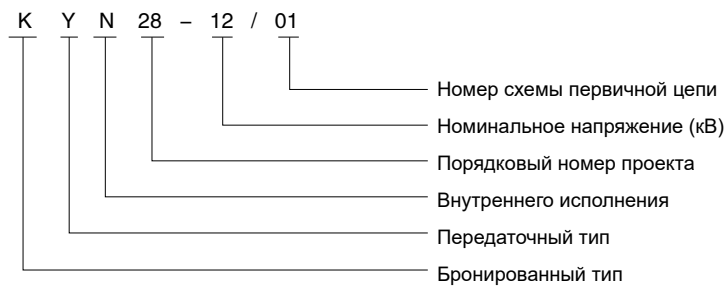 K Y N 28 – 12 / 01
Номер схемы первичной цепи
Номинальное напряжение (кВ)
Порядковый номер проекта
Внутреннего исполнения
Передаточный тип
Бронированный тип